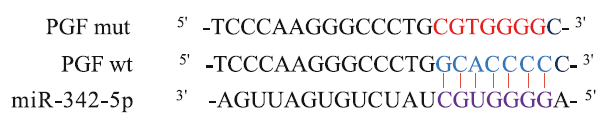 PGF mut 5' -TCCCAAGGGCCCTGCGTGGGGC- 3'
PGF wt 5' -TCCCAAGGGCCCTGGCACCCCC- 3'
miR-342-5p 3' -AGUUAGUGUCUAUCGUGGGGA- 5'